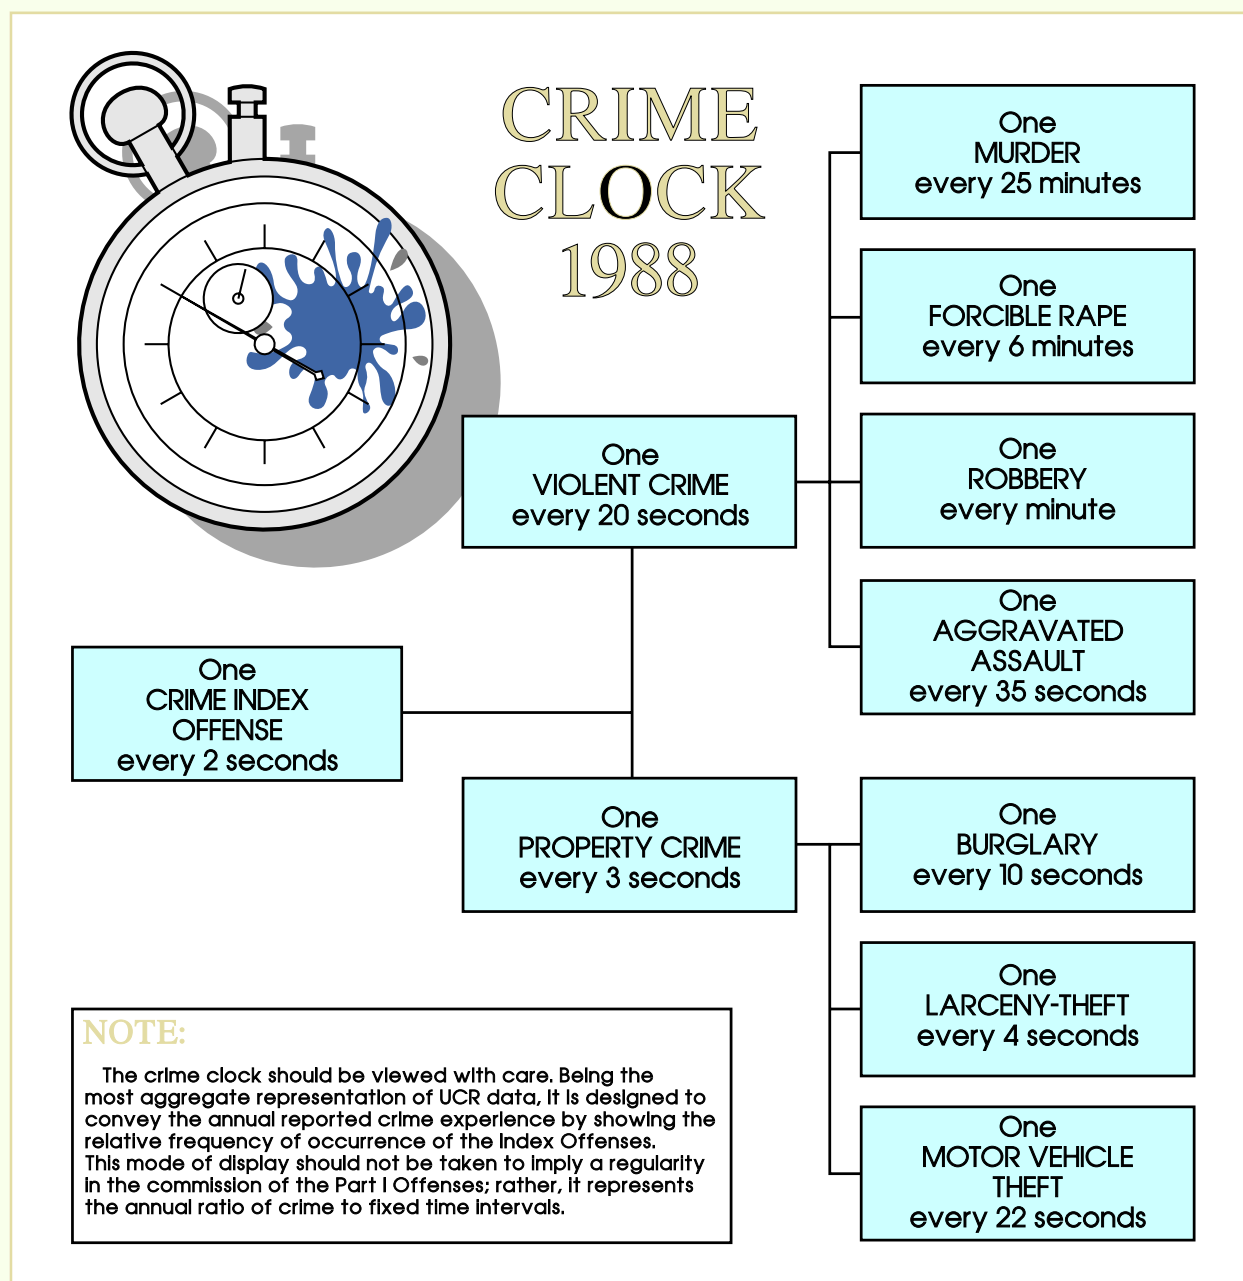 CRIME
CLOCK
1988
One
MURDER
every 25 minutes
One
FORCIBLE RAPE
every 6 minutes
One
ROBBERY
every minute
One
AGGRAVATED
ASSAULT
every 35 seconds
One
VIOLENT CRIME
every 20 seconds
One
CRIME INDEX
OFFENSE
every 2 seconds
One
PROPERTY CRIME
every 3 seconds
One
BURGLARY
every 10 seconds
One
LARCENY-THEFT
every 4 seconds
One
MOTOR VEHICLE
THEFT
every 22 seconds
NOTE:
The crime clock should be viewed with care. Being the
most aggregate representation of UCR data, it is designed to
convey the annual reported crime experience by showing the
relative frequency of occurrence of the Index Offenses.
This mode of display should not be taken to imply a regularity
in the commission of the Part I Offenses; rather, it represents
the annual ratio of crime to fixed time intervals.